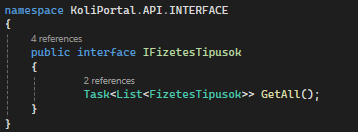 namespace KoliPortal.API.INTERFACE
{
4 references
public interface IFizetesTipusok
{
2 references
Task<List<FizetesTipusok>> GetAll();
}
}